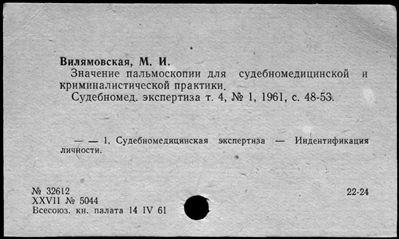 Вилямовская, М. И.
Значение пальмоскопии для судебномедицинской и
криминалистической практики.
Судебномед. экспертиза т. 4, № 1, 1961, с. 48-53.
— — 1. Судебномедицинская экспертиза — Индентификация
личности.
№ 32612 22-24
XXVII № 5044
Всесоюз. кн. палата 14 IV 61